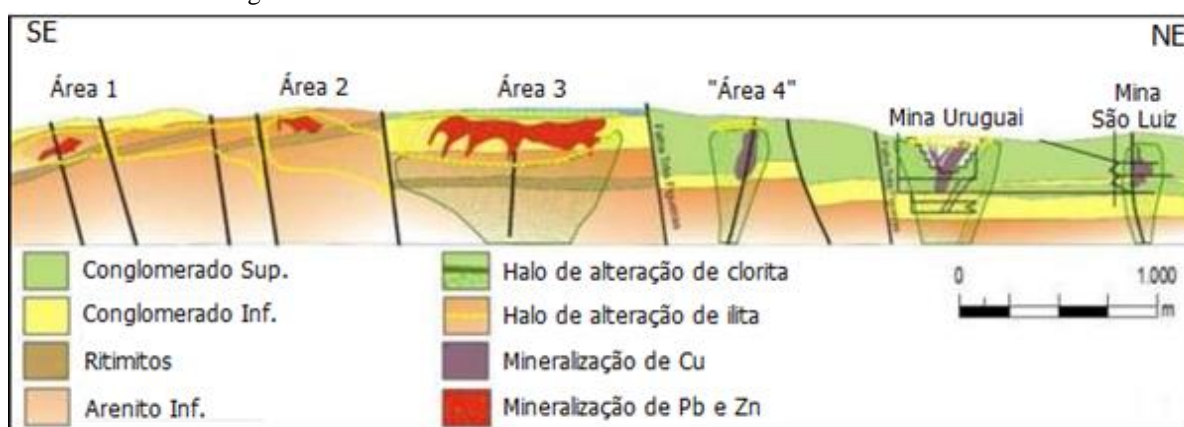 SE
NE
Área 1
Área 2
Área 3
"Área 4"
Mina Uruguai
Mina
São Luiz
Conglomerado Sup.
Conglomerado Inf.
Ritimitos
Arenito Inf.
Halo de alteração de clorita
Halo de alteração de ilita
Mineralização de Cu
Mineralização de Pb e Zn
0
1.000
m